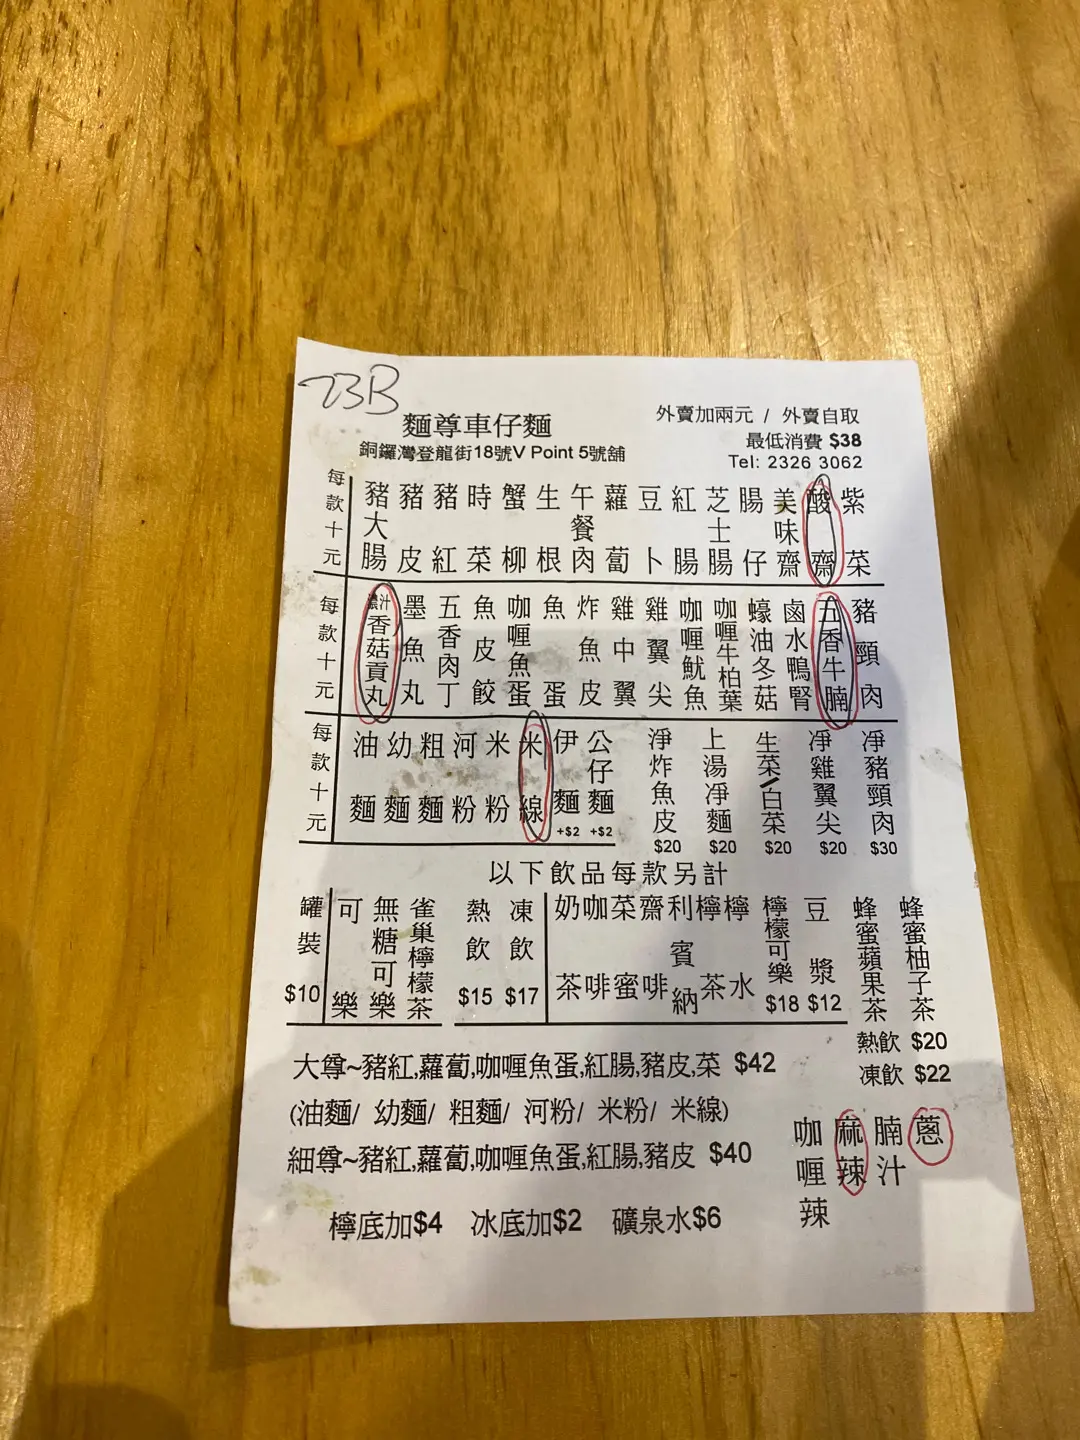 23B
麵尊車仔麵
銅鑼灣登龍街18號V Point 5號舖
外賣加兩元 / 外賣自取
最低消費 $38
Tel: 2326 3062
每款十元
豬大腸
豬皮
豬紅
時菜
蟹柳
生根
午餐肉
蘿蔔
豆卜
紅腸
芝士腸
腸仔
美味齋
酸齋
紫菜
每款十元
濃汁香菇貢丸
墨魚丸
五香肉丁
魚皮餃
咖喱魚蛋
魚蛋
炸魚皮
雞中翼
雞翼尖
咖喱魷魚
咖喱牛柏葉
蠔油冬菇
鹵水鴨腎
五香牛腩
豬頸肉
每款十元
油麵
幼麵
粗麵
河粉
米粉
米線
伊麵 +$2
公仔麵 +$2
淨炸魚皮 $20
上湯凈麵 $20
生菜/白菜 $20
凈雞翼尖 $20
凈豬頸肉 $30
以下飲品每款另計
罐裝 $10
可樂
無糖可樂
雀巢檸檬茶
熱飲 $15
凍飲 $17
奶茶
咖啡
菜蜜
齋啡
利賓納
檸茶
檸水
檸檬可樂 $18
豆漿 $12
蜂蜜蘋果茶
蜂蜜柚子茶
熱飲 $20
凍飲 $22
大尊~豬紅,蘿蔔,咖喱魚蛋,紅腸,豬皮,菜 $42
(油麵/ 幼麵/ 粗麵/ 河粉/ 米粉/ 米線)
細尊~豬紅,蘿蔔,咖喱魚蛋,紅腸,豬皮 $40
咖喱辣
麻辣
腩汁
蔥
檸底加$4 冰底加$2 礦泉水$6